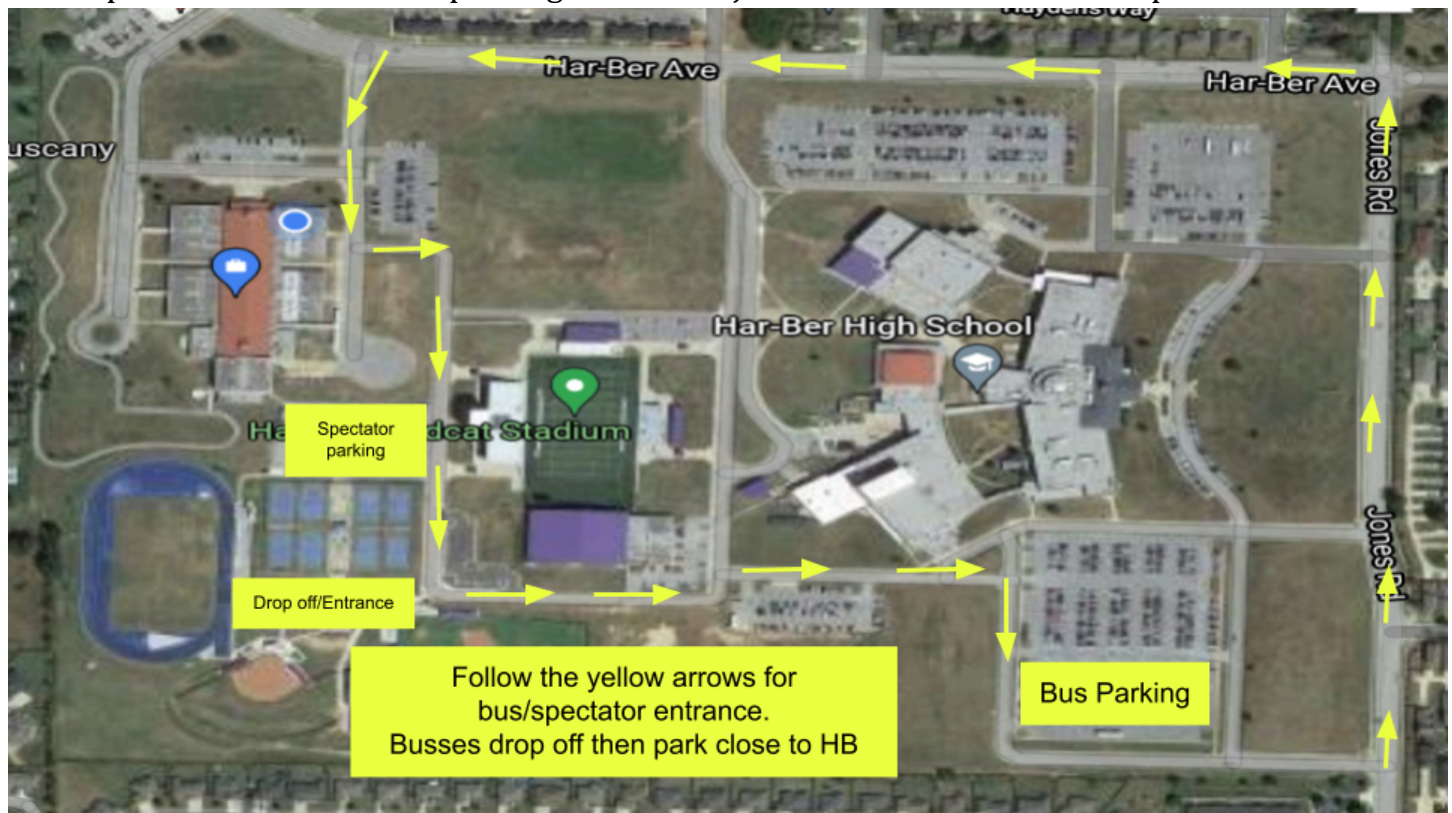 Haydens Way
Har-Ber Ave
Har-Ber Ave
Jones Rd
uscany
Har-Ber High School
Ha
dcat Stadium
Spectator
parking
Jones Rd
Drop off/Entrance
Follow the yellow arrows for
bus/spectator entrance.
Busses drop off then park close to HB
Bus Parking